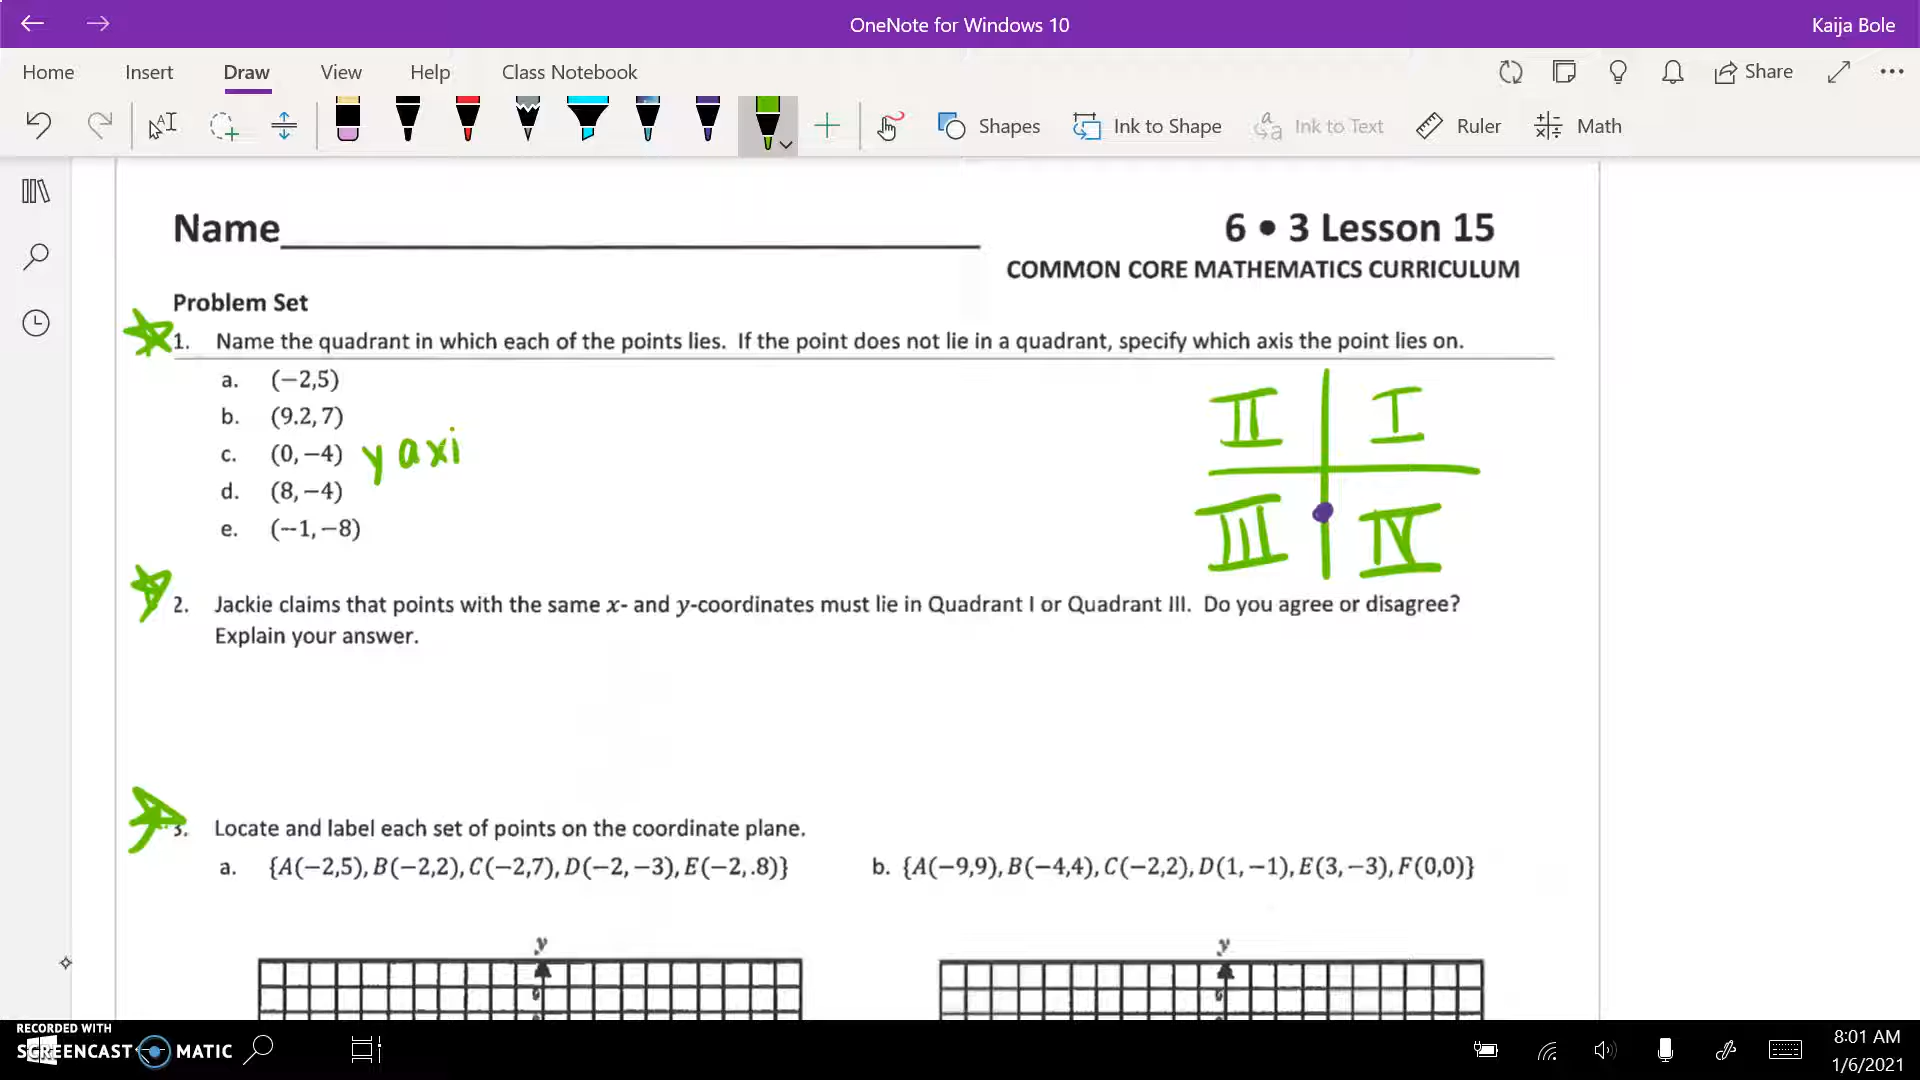 OneNote for Windows 10
Kaija Bole
Home Insert Draw View Help Class Notebook
Share
Shapes Ink to Shape Ink to Text Ruler Math
Name
6 • 3 Lesson 15
COMMON CORE MATHEMATICS CURRICULUM
Problem Set
1. Name the quadrant in which each of the points lies. If the point does not lie in a quadrant, specify which axis the point lies on.
a. (−2,5)
b. (9.2, 7)
c. (0, −4) y axi
d. (8, −4)
e. (−1, −8)
II I
III IV
2. Jackie claims that points with the same x- and y-coordinates must lie in Quadrant I or Quadrant III. Do you agree or disagree?
Explain your answer.
3. Locate and label each set of points on the coordinate plane.
a. {A(−2,5), B(−2,2), C(−2,7), D(−2, −3), E(−2, .8)}
b. {A(−9,9), B(−4,4), C(−2,2), D(1, −1), E(3, −3), F(0,0)}
y y
RECORDED WITH
SCREENCAST MATIC
8:01 AM
1/6/2021